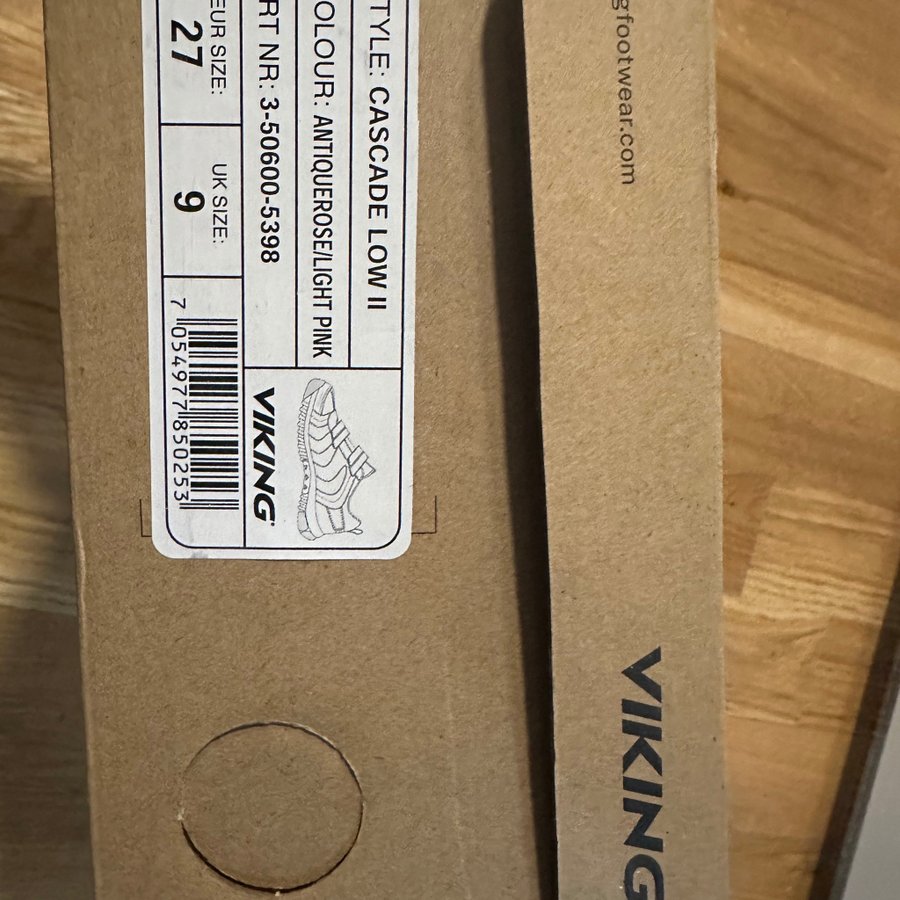 TYLE: CASCADE LOW II
OLOUR: ANTIQUEROSE/LIGHT PINK
RT NR: 3-50600-5398
EUR SIZE:
27
UK SIZE:
9
7 054977 850253
VIKING
gfootwear.com
VIKING